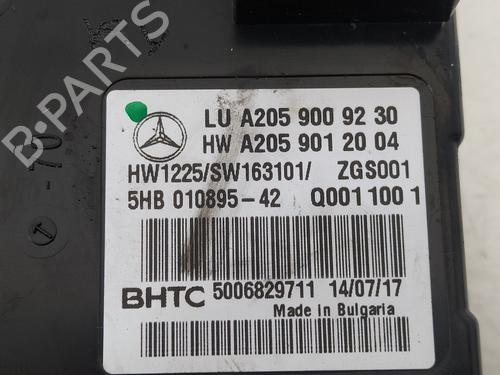 LU A205 900 92 30
HW A205 901 20 04
HW1225/SW163101/ ZGS001
5HB 010895-42 Q001 100 1
BHTC 5006829711 14/07/17
Made in Bulgaria
-70
T
B-PARTS